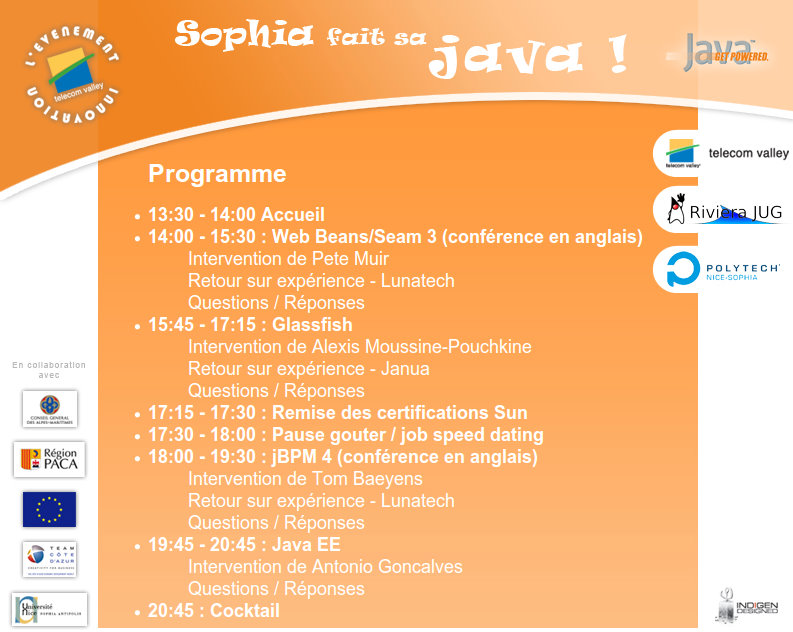 L'EVENEMENT
INNOVATION
telecom valley
Sophia fait sa java !
Java™
GET POWERED.
telecom valley
telecom valley
Riviera JUG
POLYTECH'
NICE-SOPHIA
Programme
13:30 - 14:00 Accueil
14:00 - 15:30 : Web Beans/Seam 3 (conférence en anglais)
Intervention de Pete Muir
Retour sur expérience - Lunatech
Questions / Réponses
15:45 - 17:15 : Glassfish
Intervention de Alexis Moussine-Pouchkine
Retour sur expérience - Janua
Questions / Réponses
17:15 - 17:30 : Remise des certifications Sun
17:30 - 18:00 : Pause gouter / job speed dating
18:00 - 19:30 : jBPM 4 (conférence en anglais)
Intervention de Tom Baeyens
Retour sur expérience - Lunatech
Questions / Réponses
19:45 - 20:45 : Java EE
Intervention de Antonio Goncalves
Questions / Réponses
20:45 : Cocktail
En collaboration
avec
CONSEIL GENERAL
DES ALPES-MARITIMES
Région
PACA
TEAM
CÔTE
D'AZUR
CREATIVITY FOR BUSINESS
Université
Nice
SOPHIA ANTIPOLIS
INDIGEN
DESIGNED